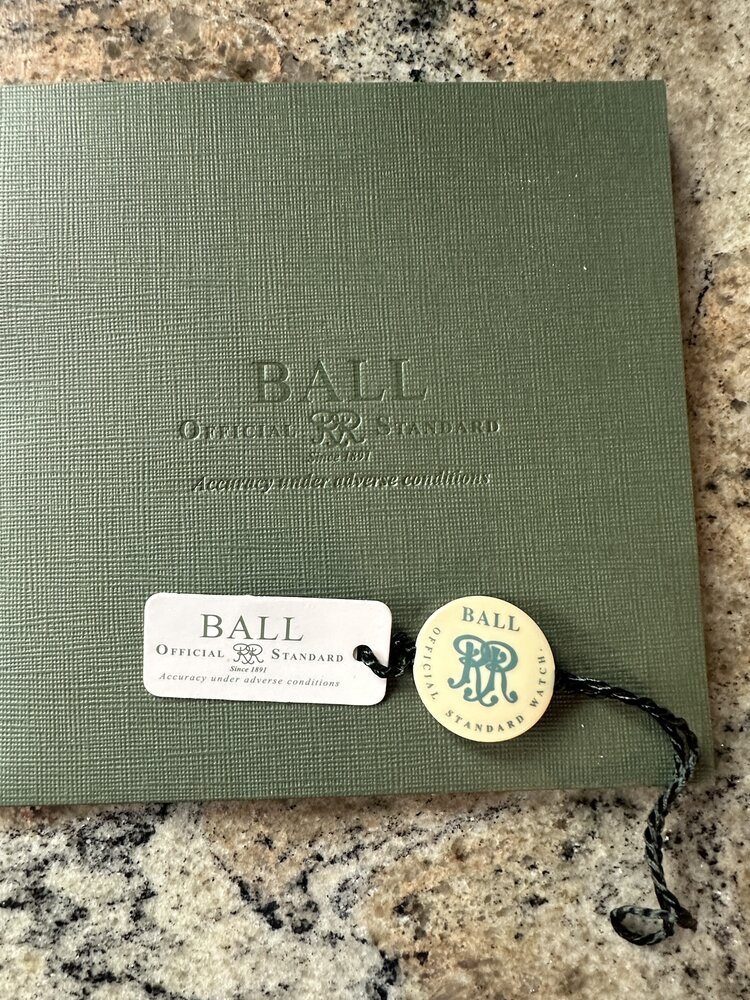 BALL
OFFICIAL RR STANDARD
Since 1891
Accuracy under adverse conditions
BALL
OFFICIAL RR STANDARD
Since 1891
Accuracy under adverse conditions
BALL
RR
OFFICIAL STANDARD WATCH.